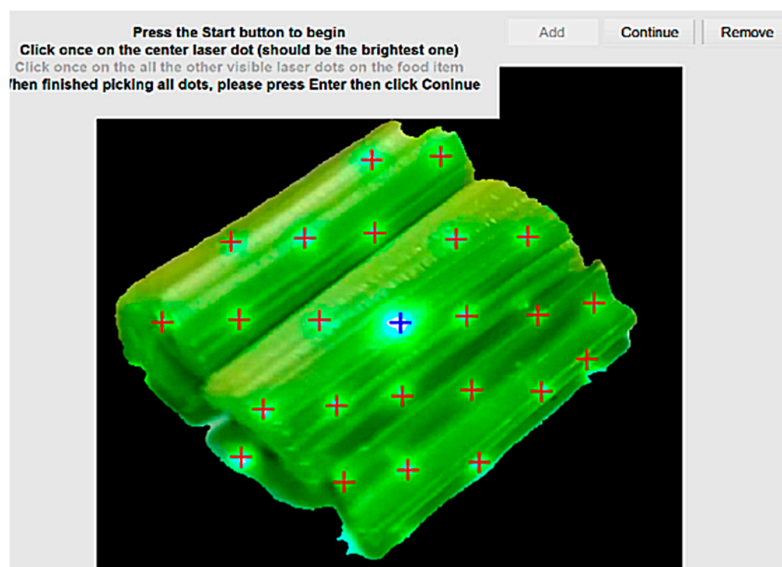 Press the Start button to begin
Click once on the center laser dot (should be the brightest one)
Click once on the all the other visible laser dots on the food item
hen finished picking all dots, please press Enter then click Coninue
Add
Continue
Remove